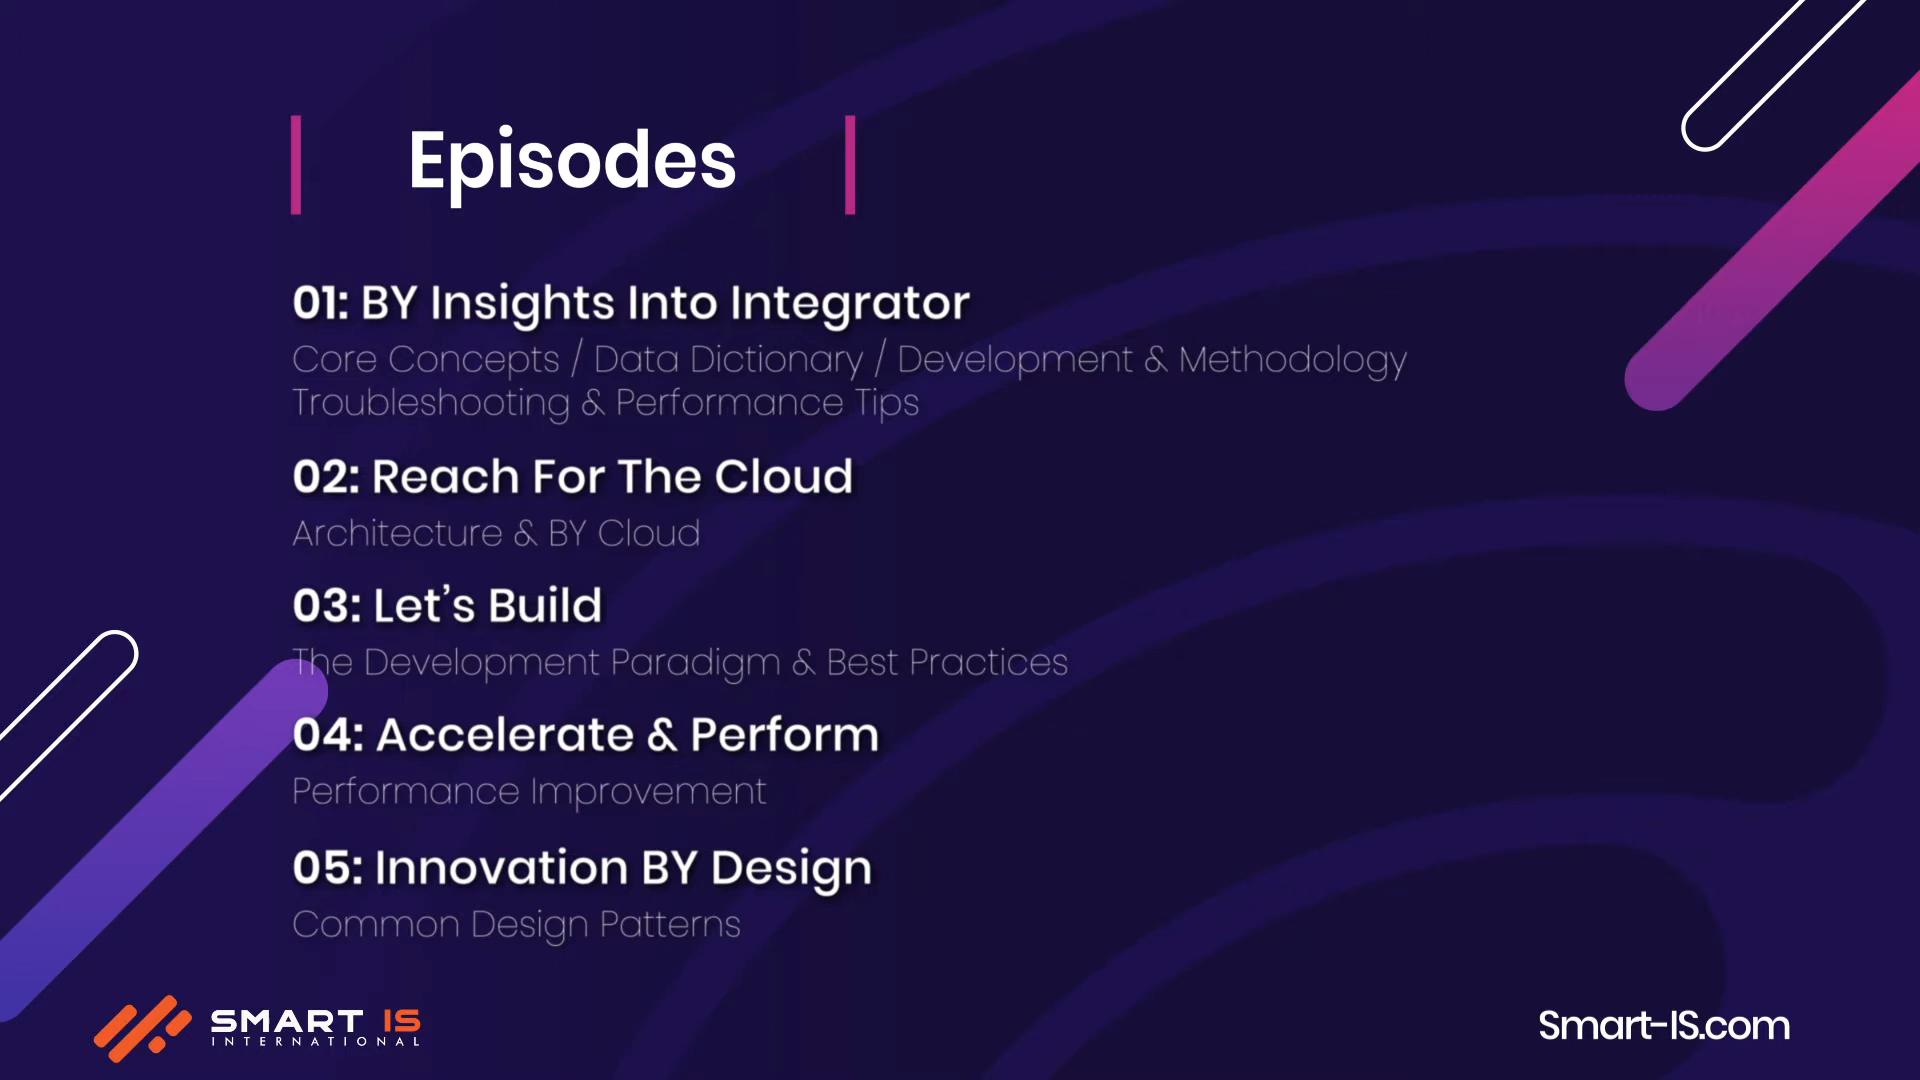 Episodes
01: BY Insights Into Integrator
Core Concepts / Data Dictionary / Development & Methodology
Troubleshooting & Performance Tips
02: Reach For The Cloud
Architecture & BY Cloud
03: Let’s Build
The Development Paradigm & Best Practices
04: Accelerate & Perform
Performance Improvement
05: Innovation BY Design
Common Design Patterns
SMART IS
INTERNATIONAL
Smart-IS.com